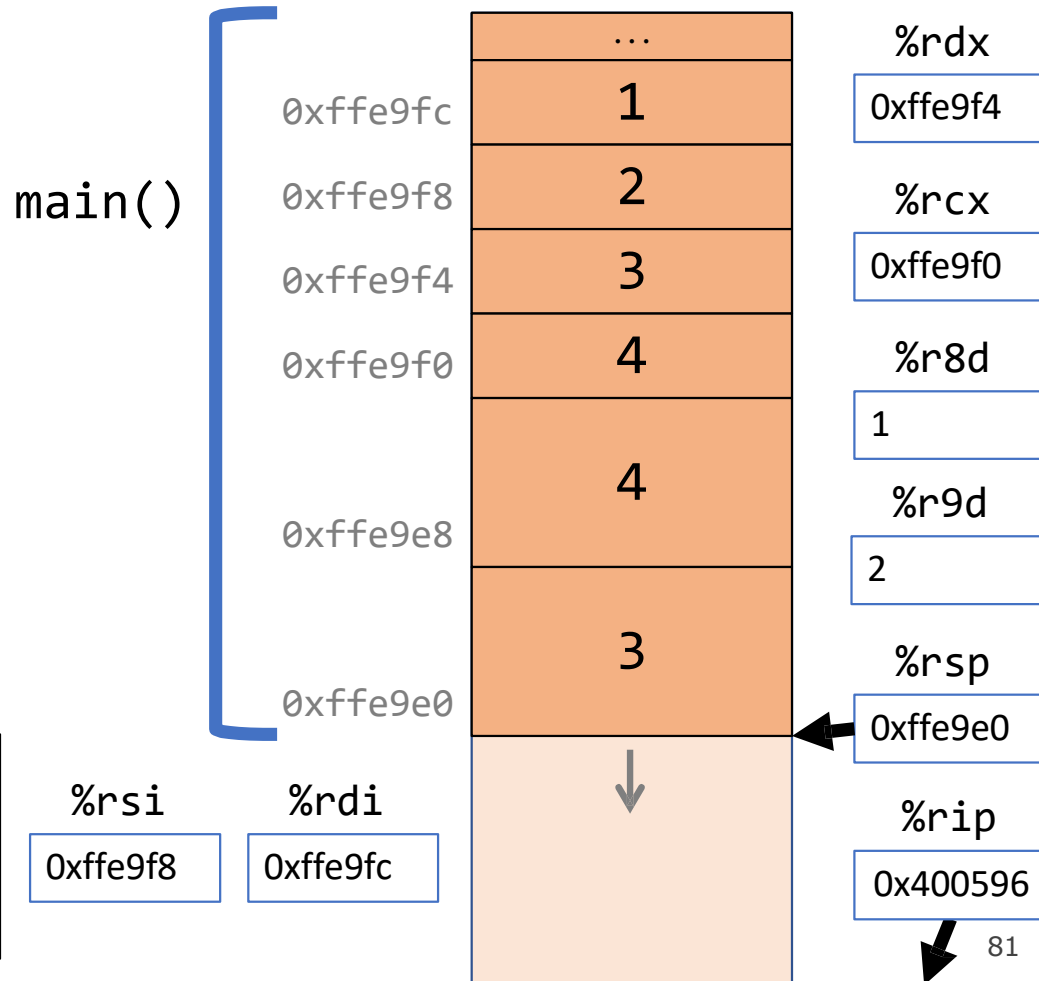 ...
%rdx
0xffe9fc
1
0xffe9f4
main()
0xffe9f8
2
%rcx
0xffe9f4
3
0xffe9f0
0xffe9f0
4
%r8d
1
4
%r9d
0xffe9e8
2
3
%rsp
0xffe9e0
0xffe9e0
%rsi
%rdi
%rip
0xffe9f8
0xffe9fc
0x400596
81